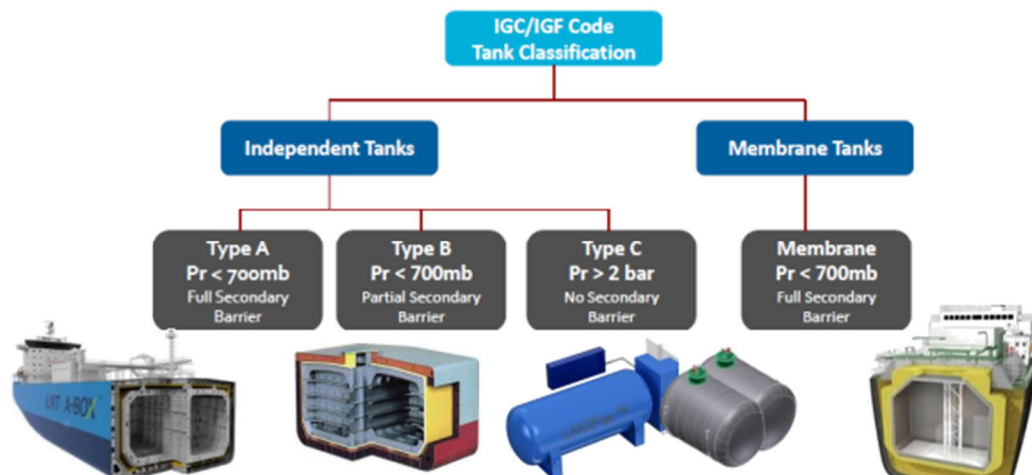 IGC/IGF Code
Tank Classification
Independent Tanks
Membrane Tanks
Type A
Pr < 700mb
Full Secondary
Barrier
Type B
Pr < 700mb
Partial Secondary
Barrier
Type C
Pr > 2 bar
No Secondary
Barrier
Membrane
Pr < 700mb
Full Secondary
Barrier
LNT A-BOX